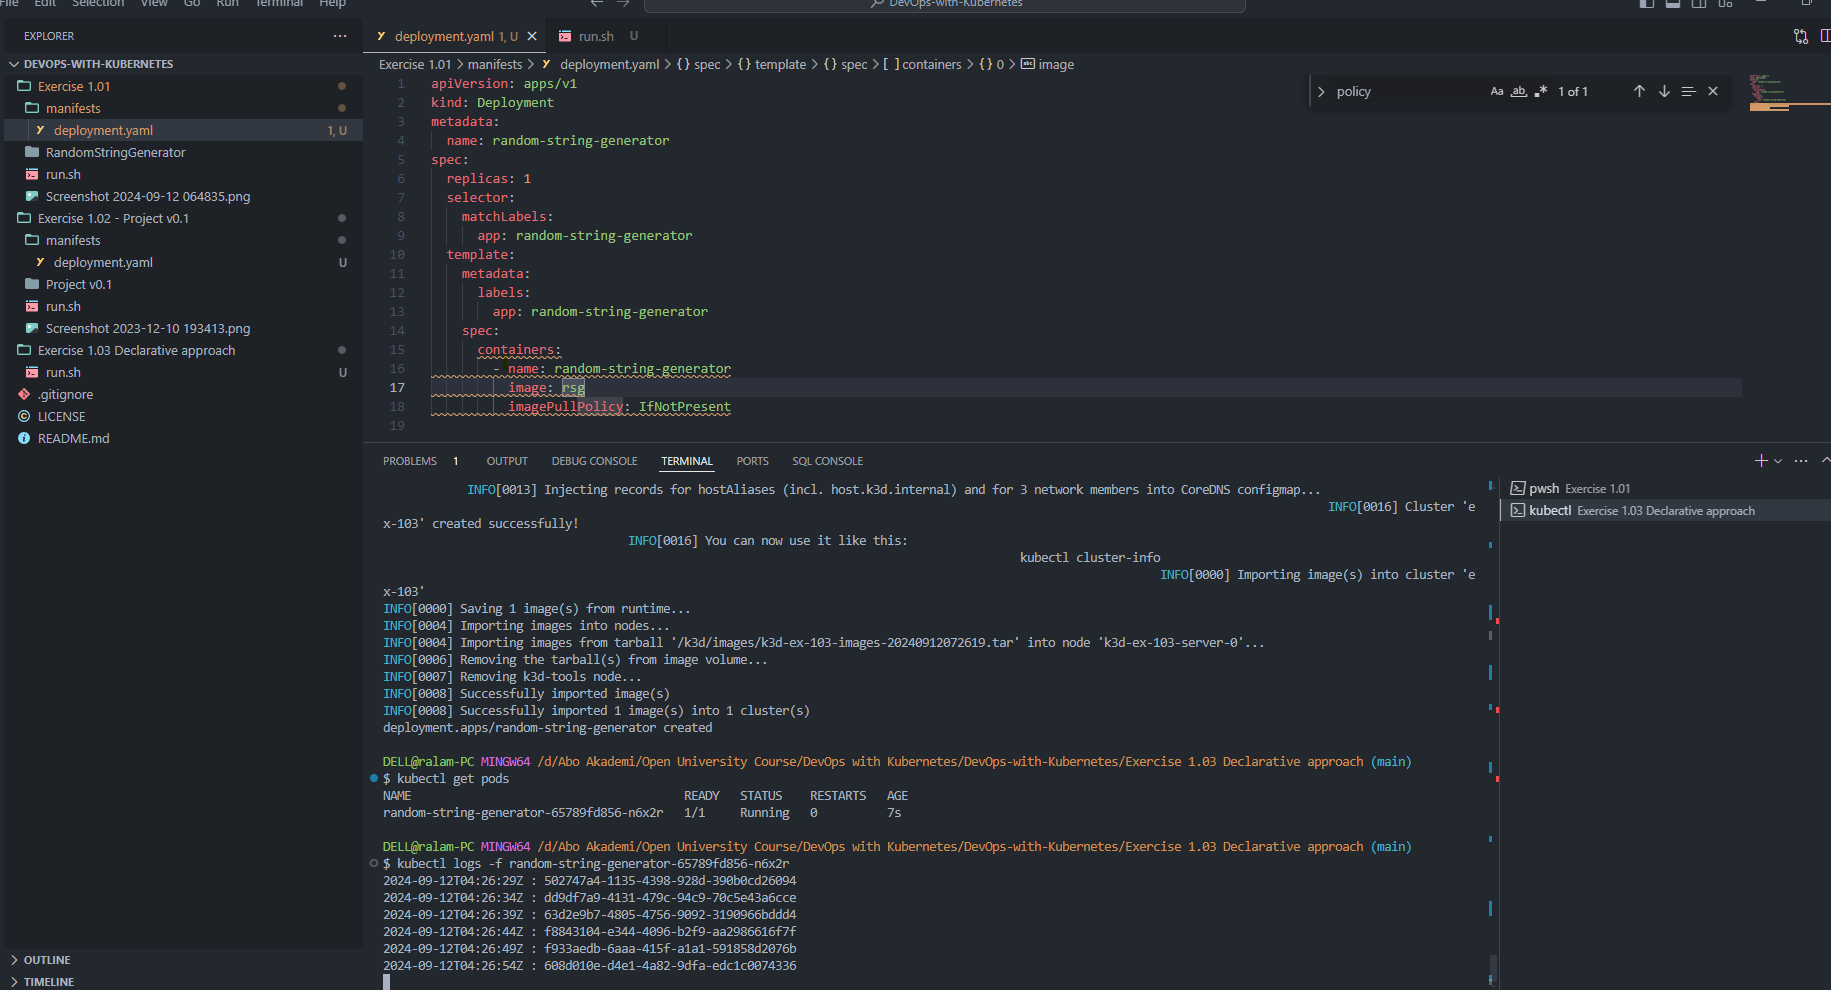 File Edit Selection View Go Run Terminal Help
DevOps-with-Kubernetes
EXPLORER
DEVOPS-WITH-KUBERNETES
Exercise 1.01
manifests
deployment.yaml 1, U
RandomStringGenerator
run.sh
Screenshot 2024-09-12 064835.png
Exercise 1.02 - Project v0.1
manifests
deployment.yaml U
Project v0.1
run.sh
Screenshot 2023-12-10 193413.png
Exercise 1.03 Declarative approach
run.sh U
.gitignore
LICENSE
README.md
OUTLINE
TIMELINE
deployment.yaml 1, U
run.sh U
Exercise 1.01 > manifests > deployment.yaml > {} spec > {} template > {} spec > [ ] containers > {} 0 > abc image
policy Aa ab .* 1 of 1
1 apiVersion: apps/v1
2 kind: Deployment
3 metadata:
4 name: random-string-generator
5 spec:
6 replicas: 1
7 selector:
8 matchLabels:
9 app: random-string-generator
10 template:
11 metadata:
12 labels:
13 app: random-string-generator
14 spec:
15 containers:
16 - name: random-string-generator
17 image: rsg
18 imagePullPolicy: IfNotPresent
19
PROBLEMS 1 OUTPUT DEBUG CONSOLE TERMINAL PORTS SQL CONSOLE
INFO[0013] Injecting records for hostAliases (incl. host.k3d.internal) and for 3 network members into CoreDNS configmap...
INFO[0016] Cluster 'e
x-103' created successfully!
INFO[0016] You can now use it like this:
kubectl cluster-info
INFO[0000] Importing image(s) into cluster 'e
x-103'
INFO[0000] Saving 1 image(s) from runtime...
INFO[0004] Importing images into nodes...
INFO[0004] Importing images from tarball '/k3d/images/k3d-ex-103-images-20240912072619.tar' into node 'k3d-ex-103-server-0'...
INFO[0006] Removing the tarball(s) from image volume...
INFO[0007] Removing k3d-tools node...
INFO[0008] Successfully imported image(s)
INFO[0008] Successfully imported 1 image(s) into 1 cluster(s)
deployment.apps/random-string-generator created
DELL@ralam-PC MINGW64 /d/Abo Akademi/Open University Course/DevOps with Kubernetes/DevOps-with-Kubernetes/Exercise 1.03 Declarative approach (main)
$ kubectl get pods
NAME READY STATUS RESTARTS AGE
random-string-generator-65789fd856-n6x2r 1/1 Running 0 7s
DELL@ralam-PC MINGW64 /d/Abo Akademi/Open University Course/DevOps with Kubernetes/DevOps-with-Kubernetes/Exercise 1.03 Declarative approach (main)
$ kubectl logs -f random-string-generator-65789fd856-n6x2r
2024-09-12T04:26:29Z : 502747a4-1135-4398-928d-390b0cd26094
2024-09-12T04:26:34Z : dd9df7a9-4131-479c-94c9-70c5e43a6cce
2024-09-12T04:26:39Z : 63d2e9b7-4805-4756-9092-3190966bddd4
2024-09-12T04:26:44Z : f8843104-e344-4096-b2f9-aa2986616f7f
2024-09-12T04:26:49Z : f933aedb-6aaa-415f-a1a1-591858d2076b
2024-09-12T04:26:54Z : 608d010e-d4e1-4a82-9dfa-edc1c0074336
pwsh Exercise 1.01
kubectl Exercise 1.03 Declarative approach